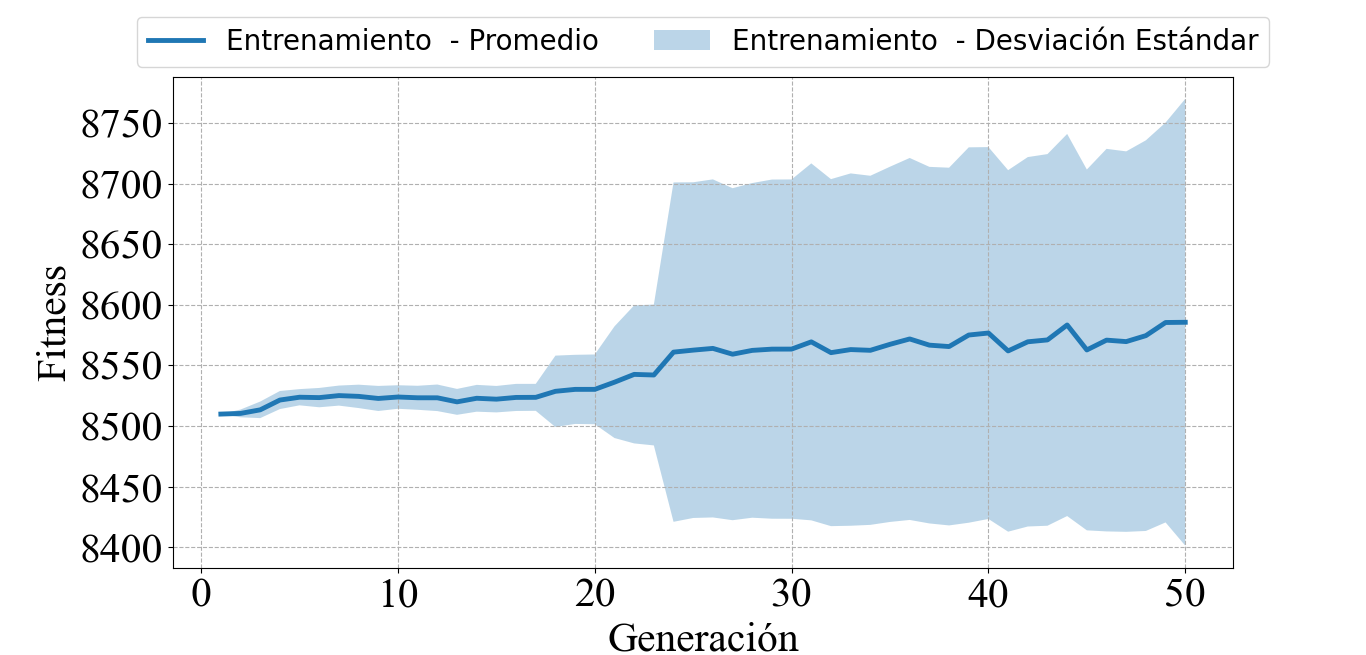 Entrenamiento  - Promedio
Entrenamiento  - Desviación Estándar
8750
8700
8650
8600
8550
8500
8450
8400
Fitness
0 10 20 30 40 50
Generación